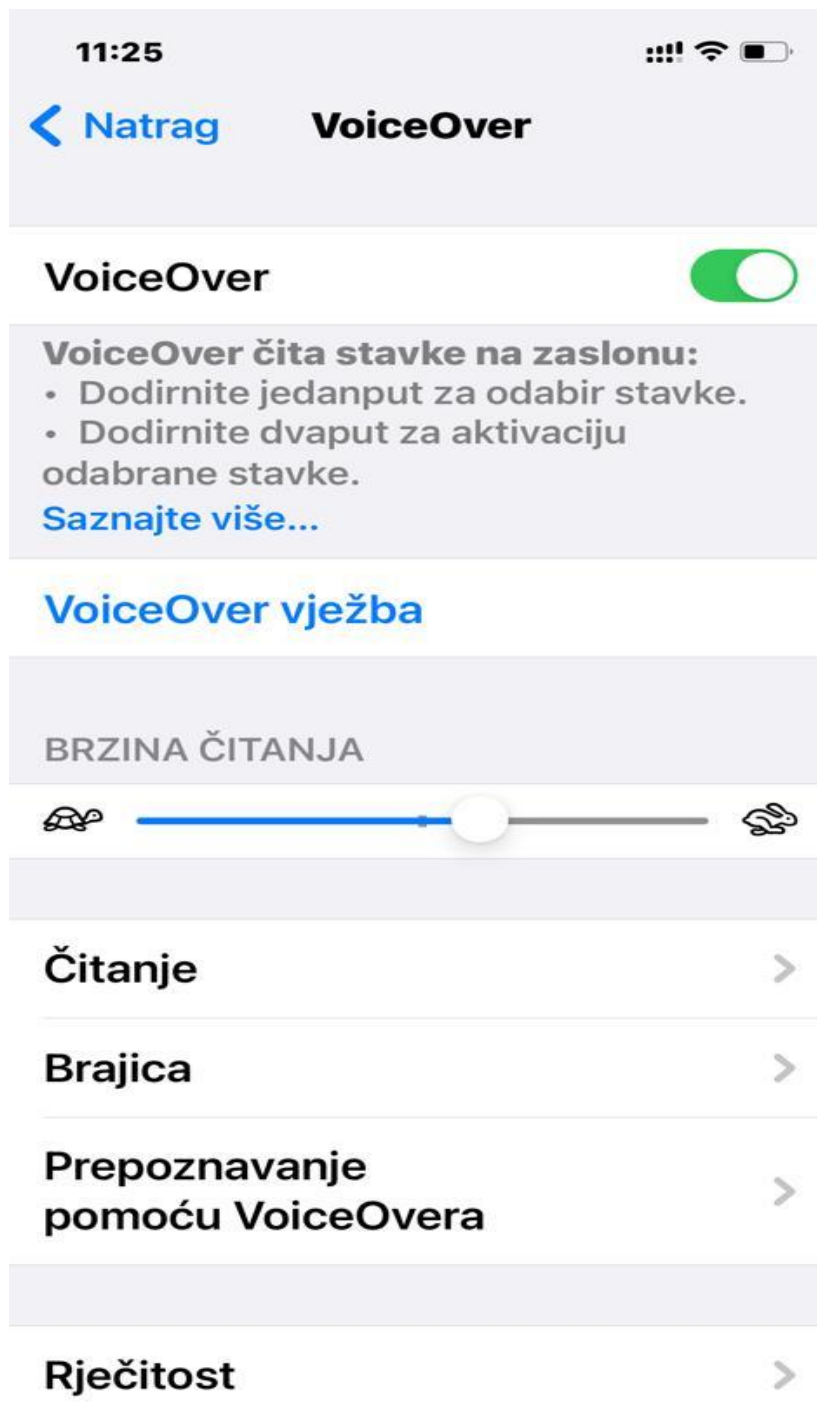 11:25
Natrag
VoiceOver
VoiceOver
VoiceOver čita stavke na zaslonu:
• Dodirnite jedanput za odabir stavke.
• Dodirnite dvaput za aktivaciju
odabrane stavke.
Saznajte više...
VoiceOver vježba
BRZINA ČITANJA
Čitanje
Brajica
Prepoznavanje
pomoću VoiceOvera
Rječitost